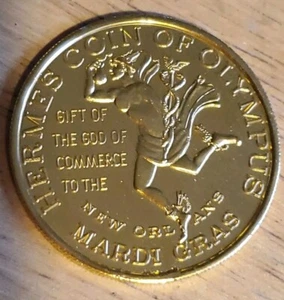 HERMES COIN OF OLYMPUS
GIFT OF
THE GOD OF
COMMERCE
TO THE
NEW ORLEANS
MARDI GRAS